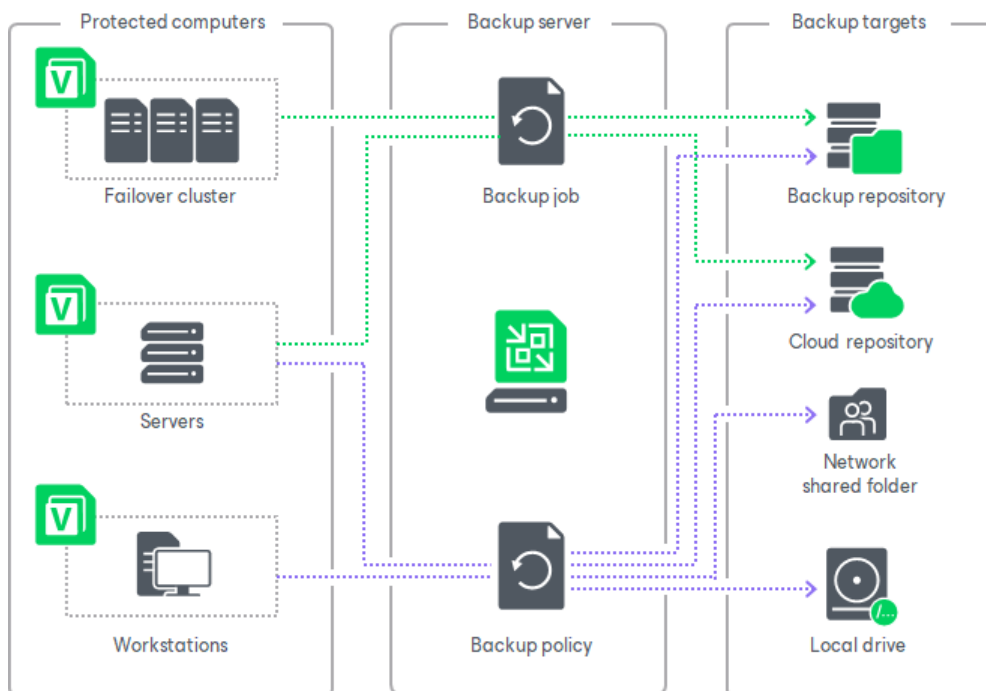 Protected computers
Backup server
Backup targets
V
Failover cluster
Backup job
Backup repository
Cloud repository
V
Servers
Network
shared folder
V
Workstations
Backup policy
/...
Local drive